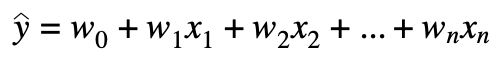 ŷ = w₀ + w₁x₁ + w₂x₂ + ... + wₙxₙ